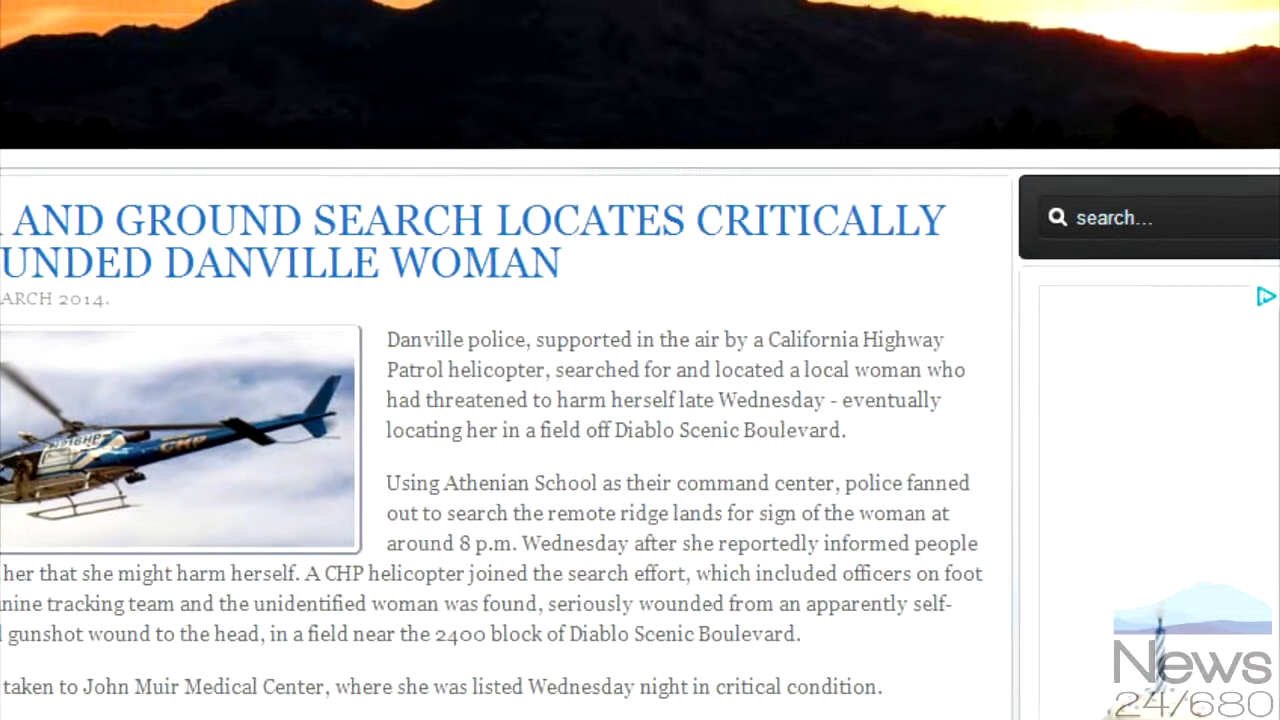 AND GROUND SEARCH LOCATES CRITICALLY
UNDED DANVILLE WOMAN
ARCH 2014.
search...
Danville police, supported in the air by a California Highway
Patrol helicopter, searched for and located a local woman who
had threatened to harm herself late Wednesday - eventually
locating her in a field off Diablo Scenic Boulevard.
Using Athenian School as their command center, police fanned
out to search the remote ridge lands for sign of the woman at
around 8 p.m. Wednesday after she reportedly informed people
her that she might harm herself. A CHP helicopter joined the search effort, which included officers on foot
nine tracking team and the unidentified woman was found, seriously wounded from an apparently self-
gunshot wound to the head, in a field near the 2400 block of Diablo Scenic Boulevard.
taken to John Muir Medical Center, where she was listed Wednesday night in critical condition.
CHP
News
24/680